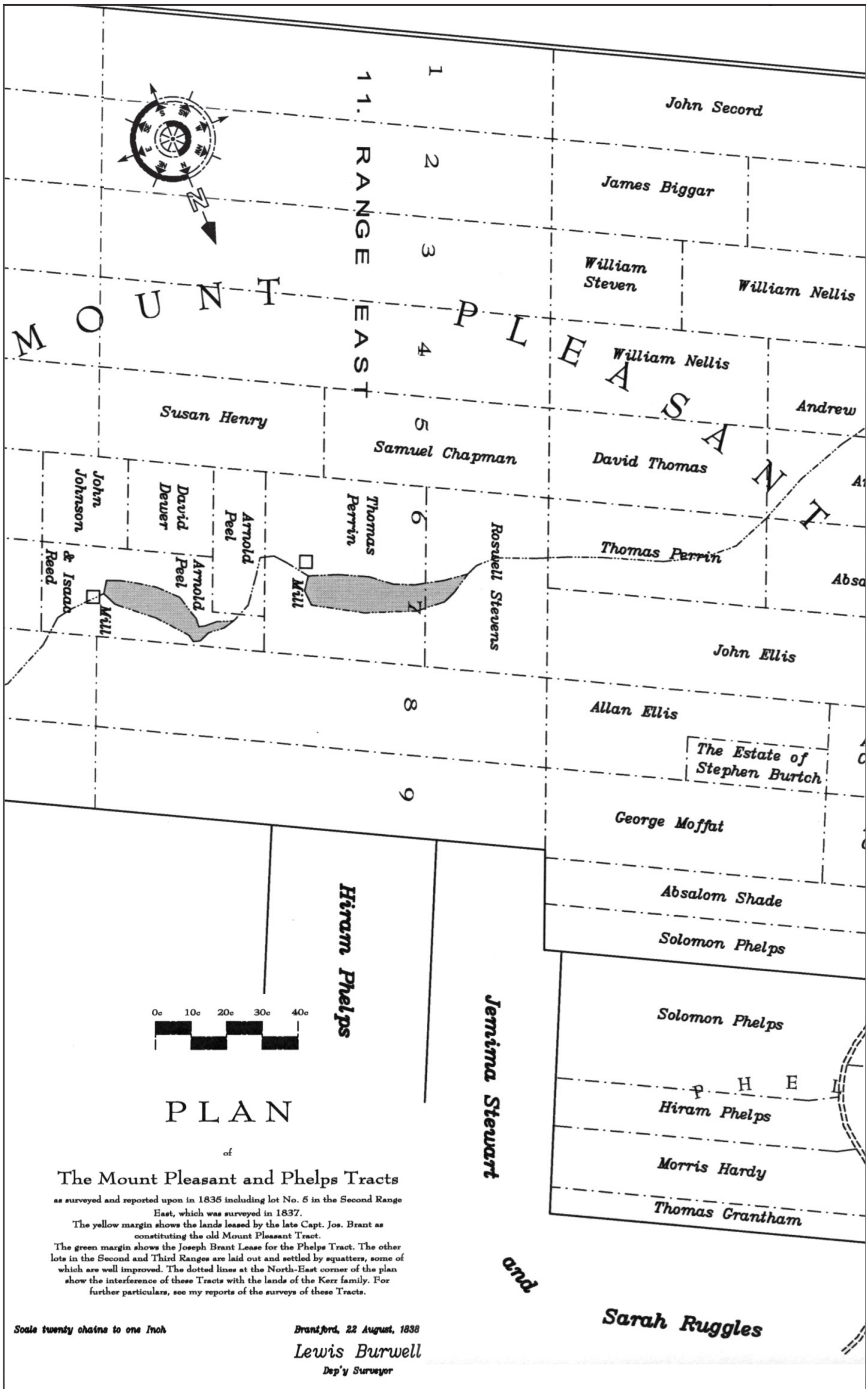 1
John Secord
2
James Biggar
3
William
Steven
William Nellis
11. RANGE EAST
MOUNT PLEASANT
N
4
William Nellis
Andrew
5
Susan Henry
Samuel Chapman
David Thomas
6
John
Johnson
& Isaac
Reed
David
Dewer
Arnold
Peel
Arnold
Peel
Thomas
Perrin
Roswell Stevens
Thomas Perrin
Absa
Mill
Mill
7
John Ellis
8
Allan Ellis
The Estate of
Stephen Burtch
9
George Moffat
Absalom Shade
Solomon Phelps
Hiram Phelps
Jemima Stewart
and
Sarah Ruggles
Solomon Phelps
PHEL
Hiram Phelps
Morris Hardy
Thomas Grantham
0c 10c 20c 30c 40c
PLAN
of
The Mount Pleasant and Phelps Tracts
as surveyed and reported upon in 1835 including lot No. 5 in the Second Range
East, which was surveyed in 1837.
The yellow margin shows the lands leased by the late Capt. Jos. Brant as
constituting the old Mount Pleasant Tract.
The green margin shows the Joseph Brant Lease for the Phelps Tract. The other
lots in the Second and Third Ranges are laid out and settled by squatters, some of
which are well improved. The dotted lines at the North-East corner of the plan
show the interference of these Tracts with the lands of the Kerr family. For
further particulars, see my reports of the surveys of these Tracts.
Scale twenty chains to one Inch
Brantford, 22 August, 1838
Lewis Burwell
Dep'y Surveyor